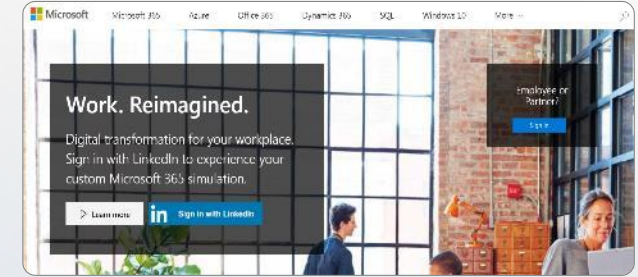 Microsoft Microsoft 365 Azure Office 365 Dynamics 365 SQL Windows 10 More
Work. Reimagined.
Digital transformation for your workplace.
Sign in with LinkedIn to experience your
custom Microsoft 365 simulation.
Learn more in Sign in with LinkedIn
Employee or
Partner?
Sign in